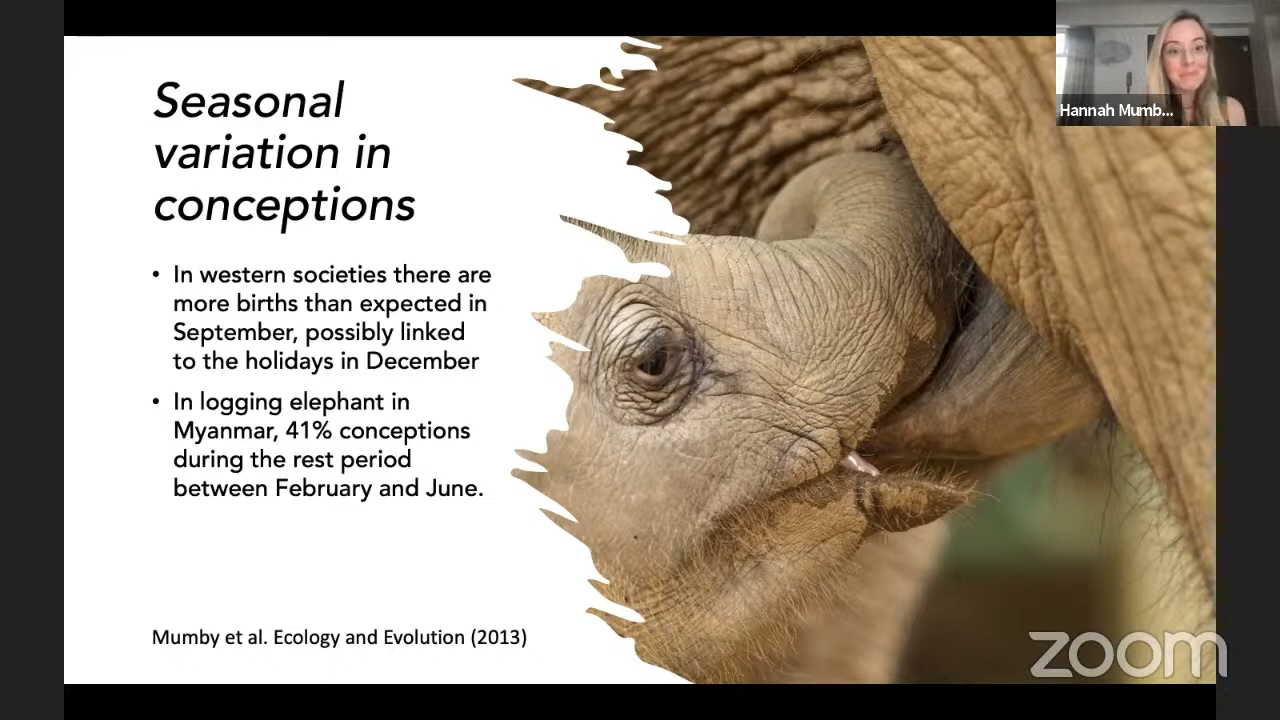 Seasonal
variation in
conceptions
• In western societies there are
more births than expected in
September, possibly linked
to the holidays in December
• In logging elephant in
Myanmar, 41% conceptions
during the rest period
between February and June.
Mumby et al. Ecology and Evolution (2013)
Hannah Mumb...
zoom